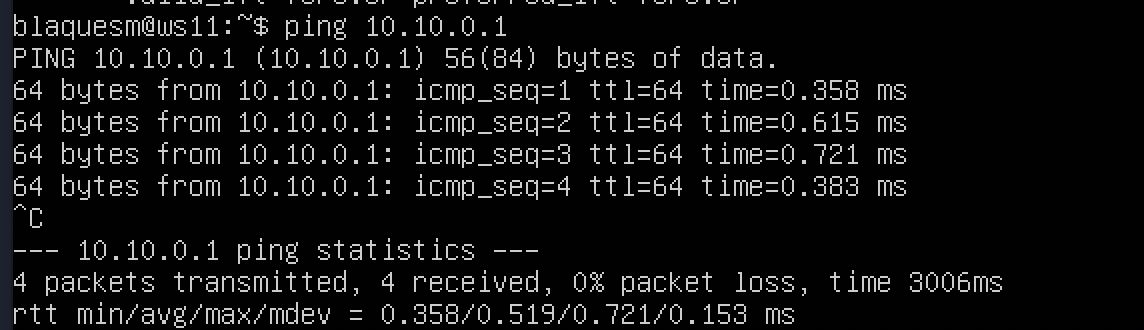 blaquesm@ws11:~$ ping 10.10.0.1
PING 10.10.0.1 (10.10.0.1) 56(84) bytes of data.
64 bytes from 10.10.0.1: icmp_seq=1 ttl=64 time=0.358 ms
64 bytes from 10.10.0.1: icmp_seq=2 ttl=64 time=0.615 ms
64 bytes from 10.10.0.1: icmp_seq=3 ttl=64 time=0.721 ms
64 bytes from 10.10.0.1: icmp_seq=4 ttl=64 time=0.383 ms
^C
--- 10.10.0.1 ping statistics ---
4 packets transmitted, 4 received, 0% packet loss, time 3006ms
rtt min/avg/max/mdev = 0.358/0.519/0.721/0.153 ms